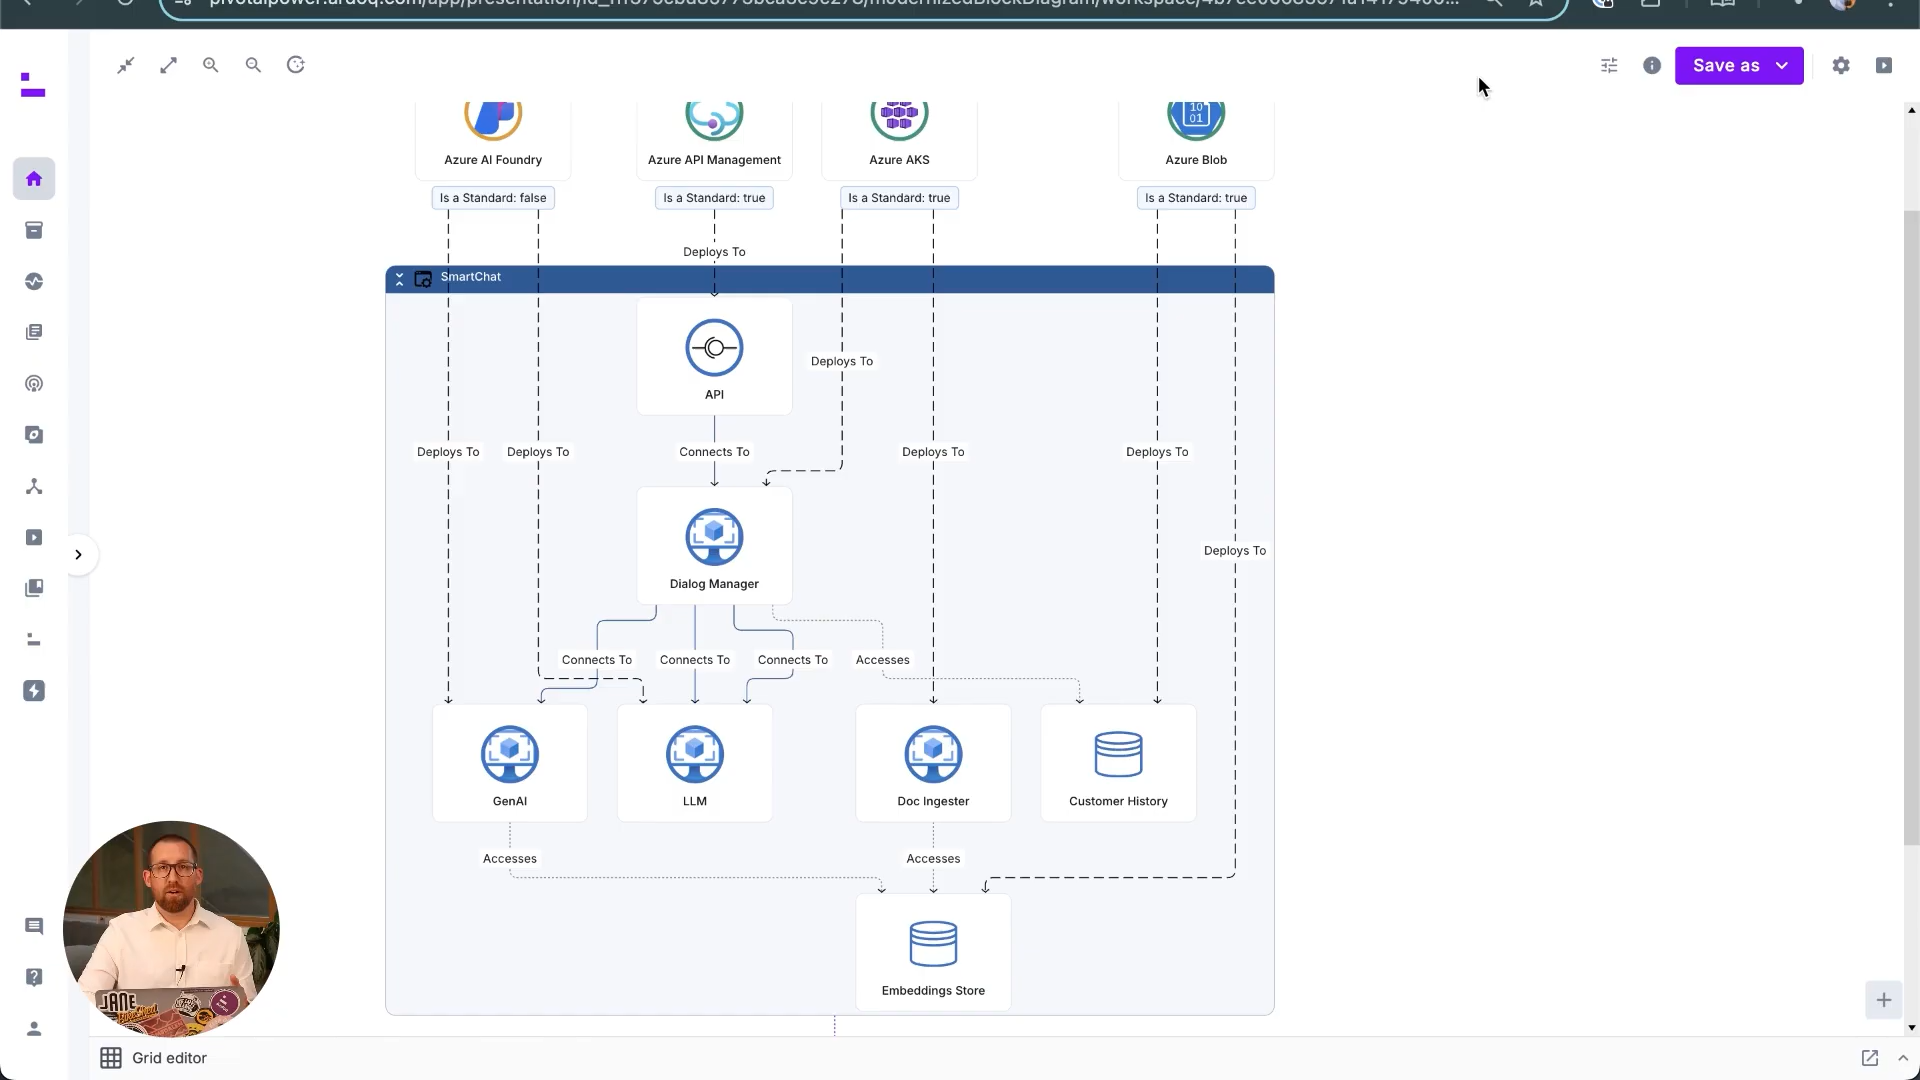 Save as
Azure AI Foundry
Azure API Management
Azure AKS
10
01
Azure Blob
Is a Standard: false
Is a Standard: true
Is a Standard: true
Is a Standard: true
Deploys To
SmartChat
API
Deploys To
Deploys To
Deploys To
Connects To
Deploys To
Deploys To
Deploys To
Dialog Manager
Connects To
Connects To
Connects To
Accesses
GenAI
LLM
Doc Ingester
Customer History
Accesses
Accesses
Embeddings Store
JANE
Grid editor